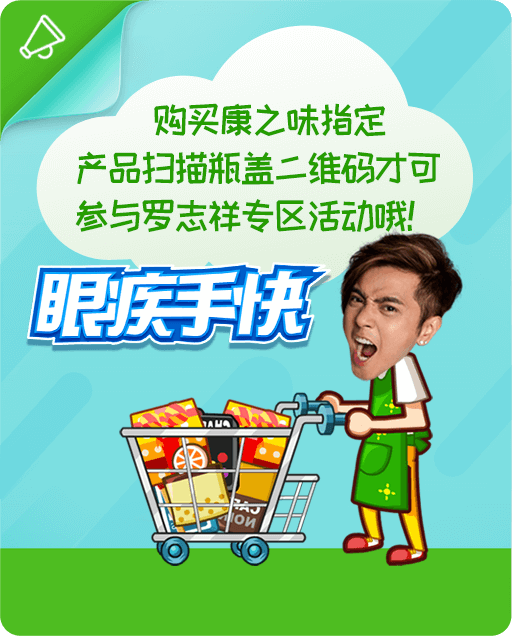 购买康之味指定
产品扫描瓶盖二维码才可
参与罗志祥专区活动哦!
眼疾手快